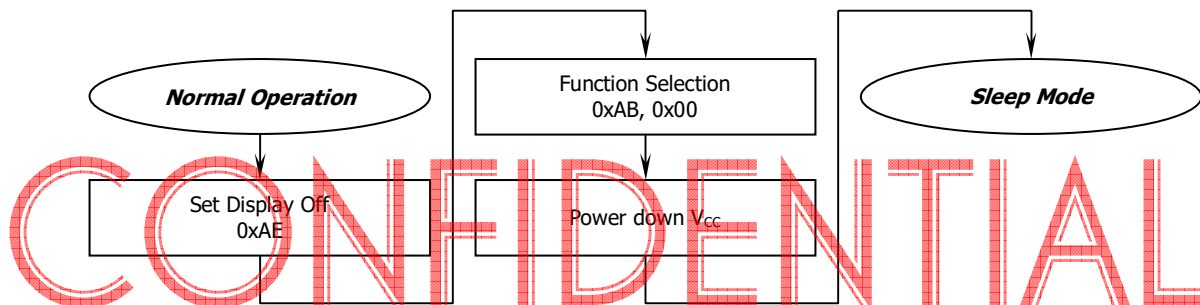 Normal Operation
Set Display Off
0xAE
Function Selection
0xAB, 0x00
Power down VCC
Sleep Mode
CONFIDENTIAL